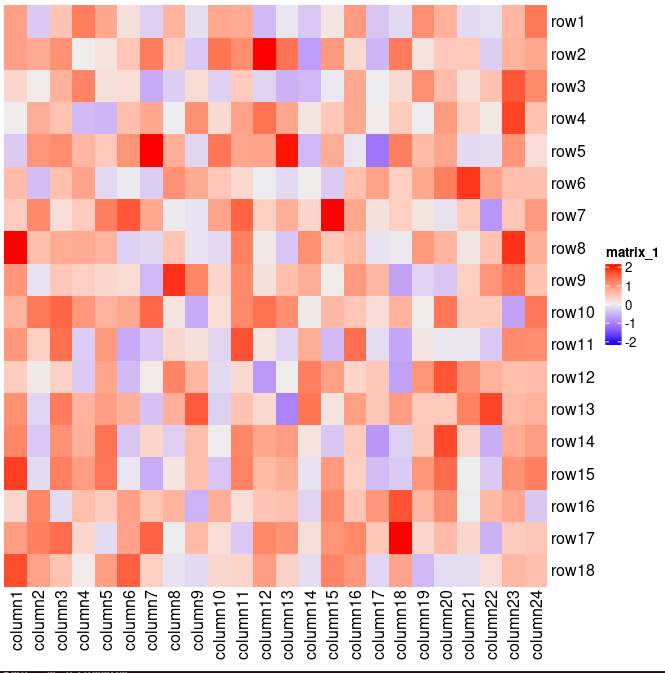 row1
row2
row3
row4
row5
row6
row7
row8
row9
row10
row11
row12
row13
row14
row15
row16
row17
row18
matrix_1
2
1
0
-1
-2
column1
column2
column3
column4
column5
column6
column7
column8
column9
column10
column11
column12
column13
column14
column15
column16
column17
column18
column19
column20
column21
column22
column23
column24